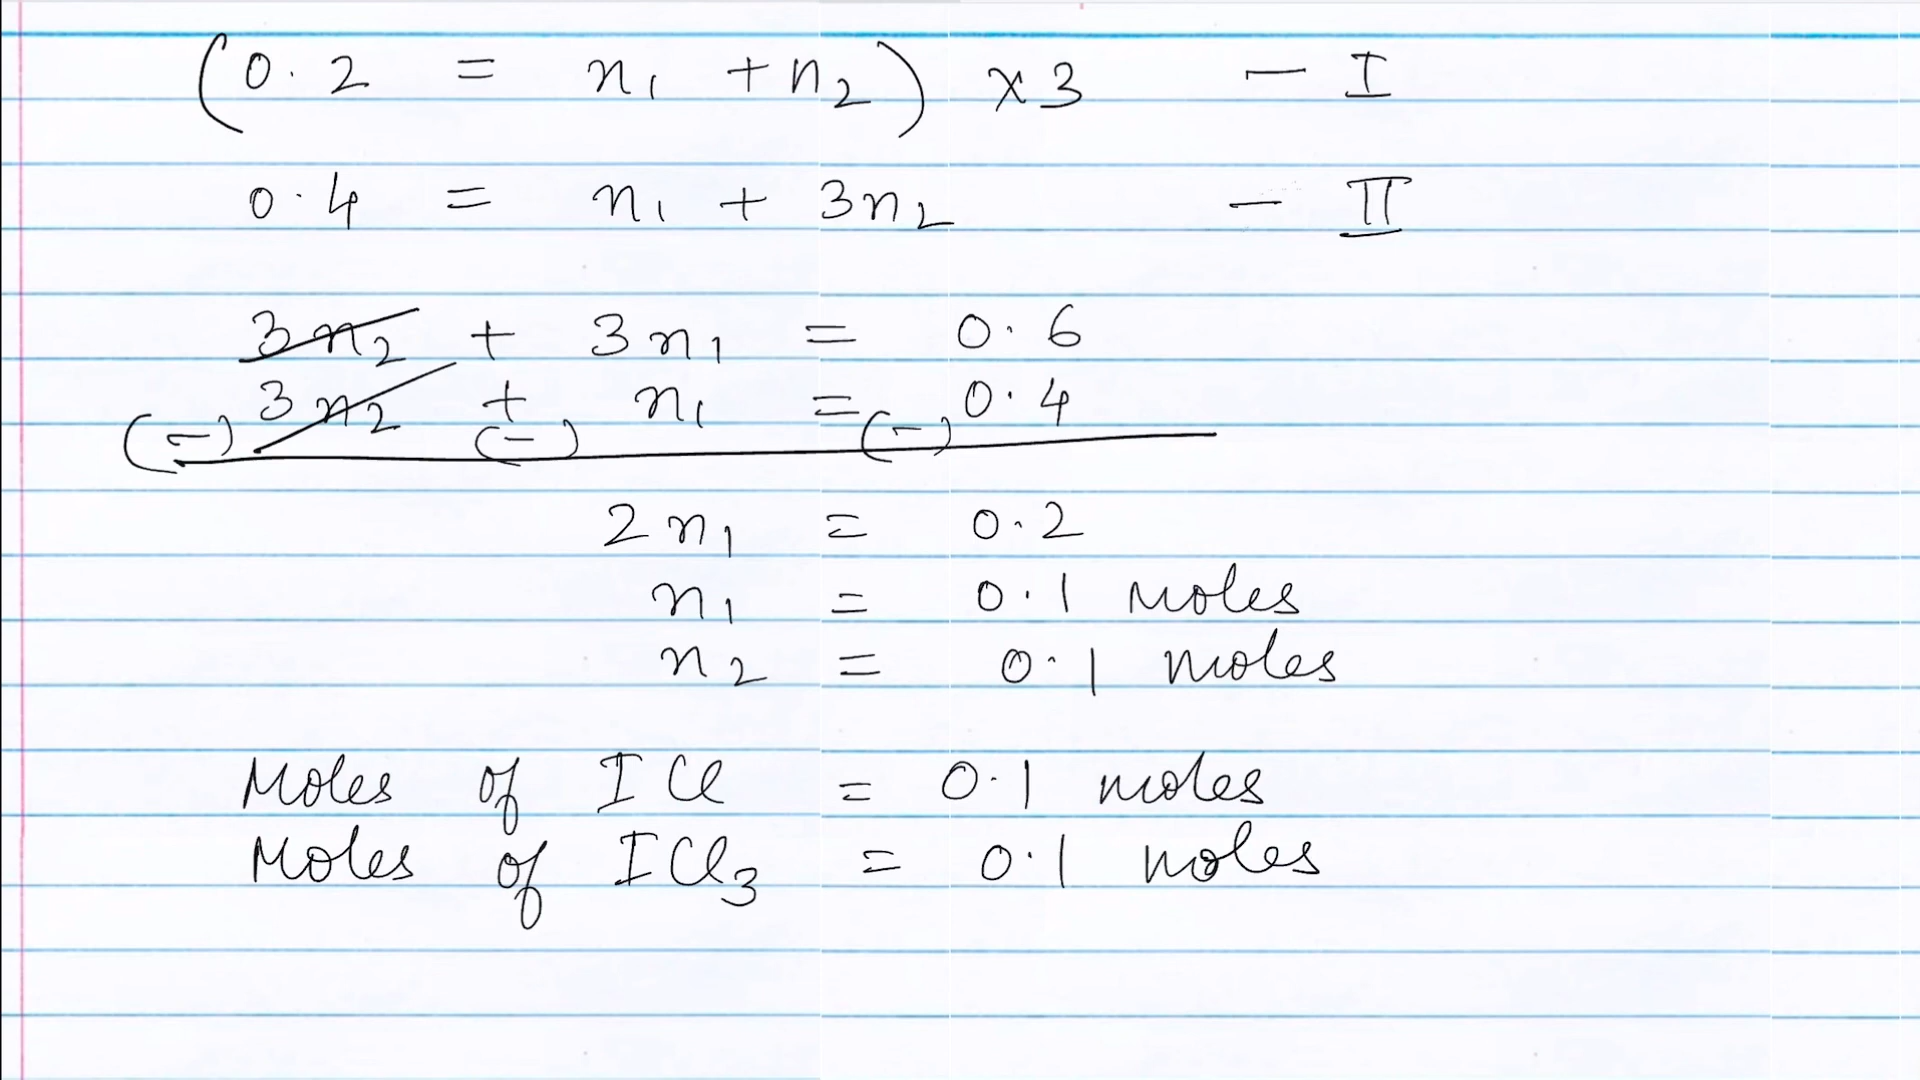 (0.2 = n1 + n2) ×3 — I
0.4 = n1 + 3n2 — II
3n2 + 3n1 = 0.6
3n2 + n1 = 0.4
(-) (-) (-)
2n1 = 0.2
n1 = 0.1 moles
n2 = 0.1 moles
Moles of ICl = 0.1 moles
Moles of ICl3 = 0.1 moles